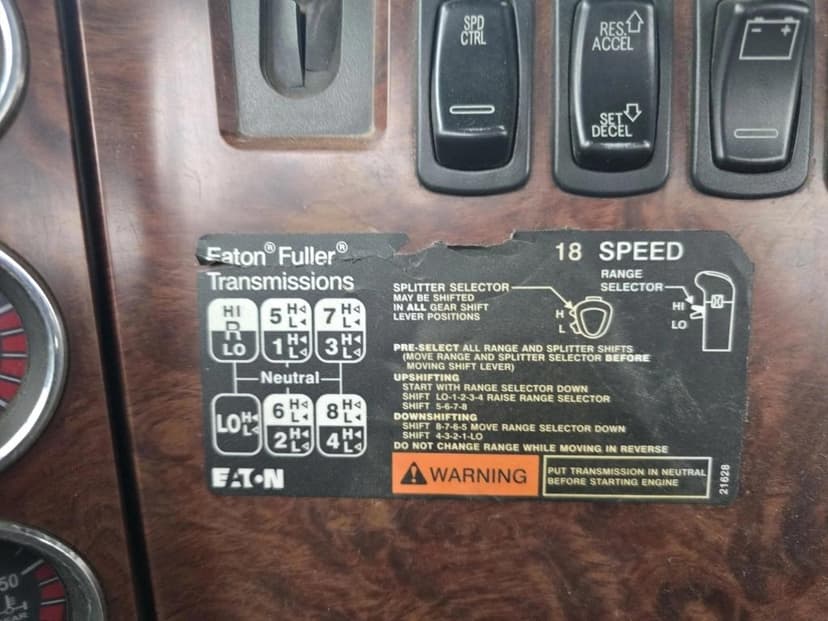 SPD
CTRL
RES.
ACCEL
SET
DECEL
- +
Eaton® Fuller®
Transmissions
18 SPEED
HI
R
LO
5 H L
1 H L
7 H L
3 H L
Neutral
LO H L
6 H L
2 H L
8 H L
4 H L
EATON
SPLITTER SELECTOR
MAY BE SHIFTED
IN ALL GEAR SHIFT
LEVER POSITIONS
H
L
RANGE
SELECTOR
HI
LO
PRE-SELECT ALL RANGE AND SPLITTER SHIFTS
(MOVE RANGE AND SPLITTER SELECTOR BEFORE
MOVING SHIFT LEVER)
UPSHIFTING
START WITH RANGE SELECTOR DOWN
SHIFT LO-1-2-3-4 RAISE RANGE SELECTOR
SHIFT 5-6-7-8
DOWNSHIFTING
SHIFT 8-7-6-5 MOVE RANGE SELECTOR DOWN
SHIFT 4-3-2-1-LO
DO NOT CHANGE RANGE WHILE MOVING IN REVERSE
WARNING
PUT TRANSMISSION IN NEUTRAL
BEFORE STARTING ENGINE
21628
50